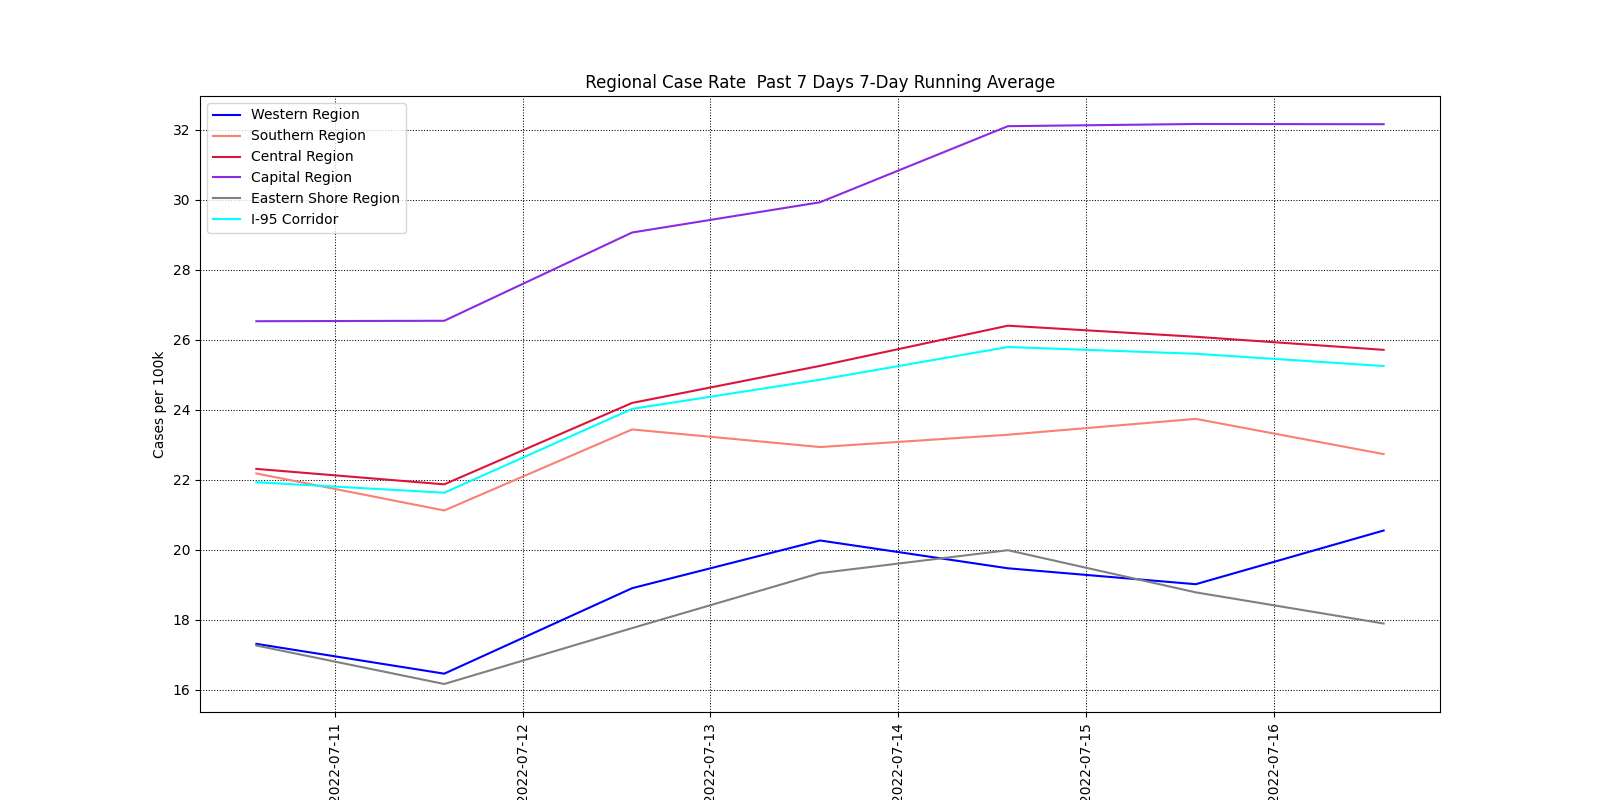 Regional Case Rate  Past 7 Days 7-Day Running Average
Western Region
Southern Region
Central Region
Capital Region
Eastern Shore Region
I-95 Corridor
Cases per 100k
32
30
28
26
24
22
20
18
16
2022-07-11
2022-07-12
2022-07-13
2022-07-14
2022-07-15
2022-07-16